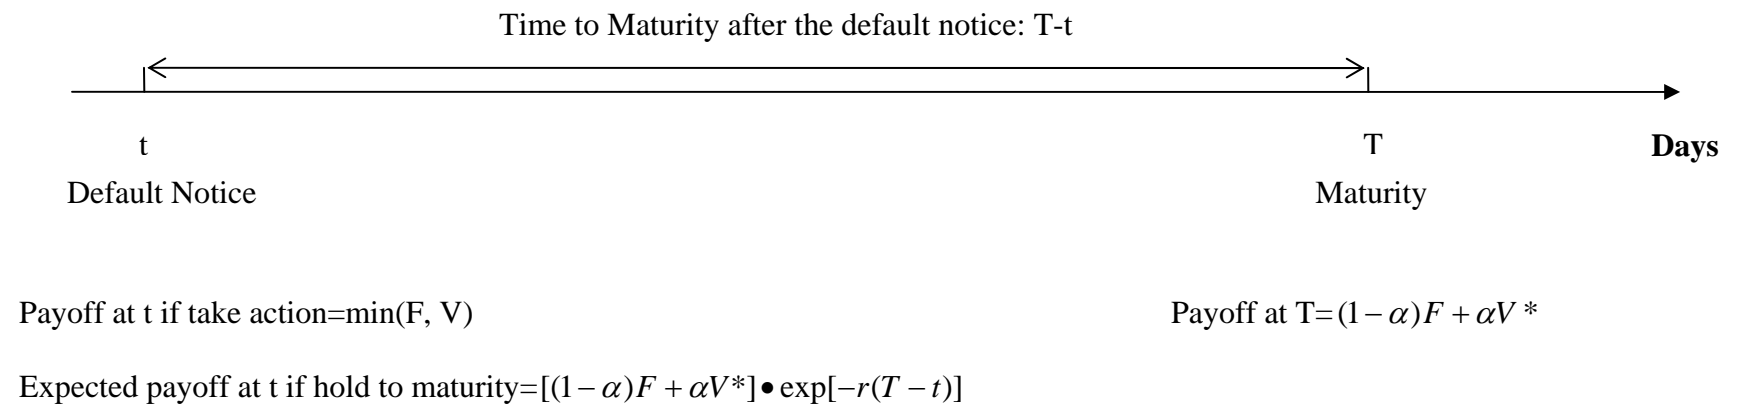 Time to Maturity after the default notice: T-t
t T Days
Default Notice Maturity
Payoff at t if take action=min(F, V) Payoff at T=(1−α)F+αV*
Expected payoff at t if hold to maturity=[(1−α)F+αV*]•exp[−r(T−t)]